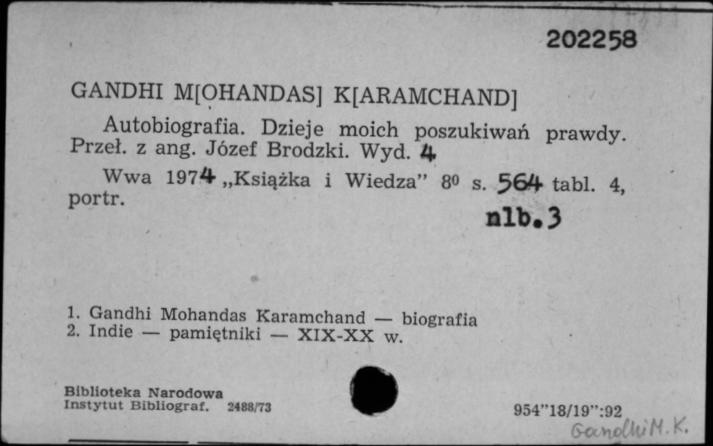 202258
GANDHI M[OHANDAS] K[ARAMCHAND]
Autobiografia. Dzieje moich poszukiwań prawdy.
Przeł. z ang. Józef Brodzki. Wyd. 4
Wwa 1974 „Książka i Wiedza” 8⁰ s. 564 tabl. 4,
portr.
nlb. 3
1. Gandhi Mohandas Karamchand — biografia
2. Indie — pamiętniki — XIX-XX w.
Biblioteka Narodowa
Instytut Bibliograf. 2488/73
954”18/19”:92
Gandhi M. K.